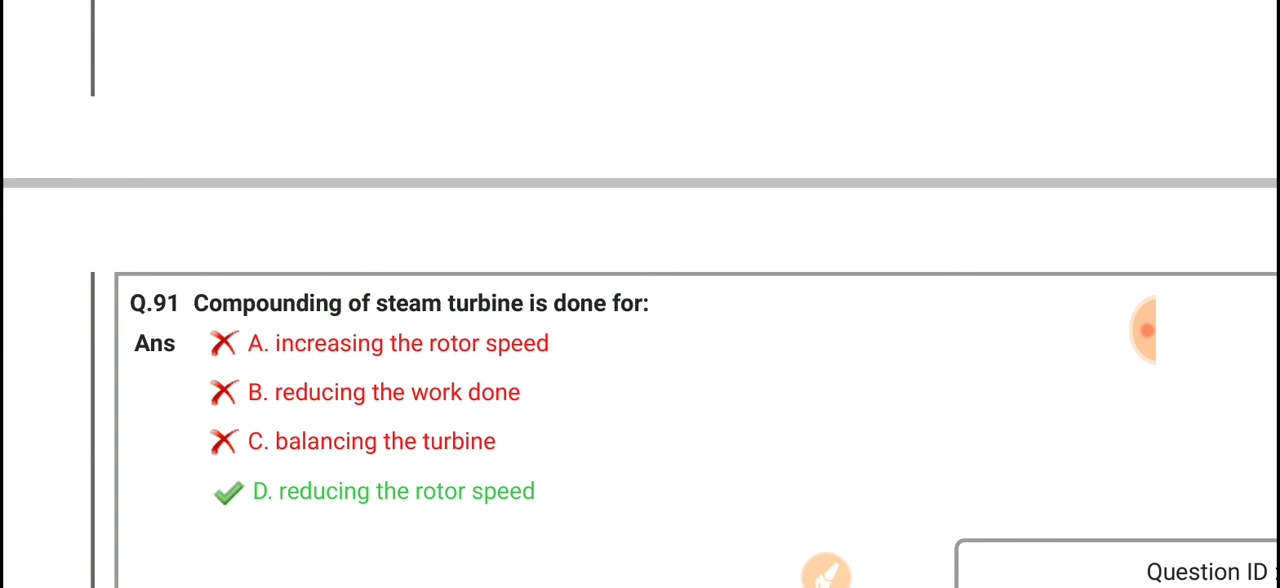 Q.91 Compounding of steam turbine is done for:
Ans A. increasing the rotor speed
B. reducing the work done
C. balancing the turbine
D. reducing the rotor speed
Question ID